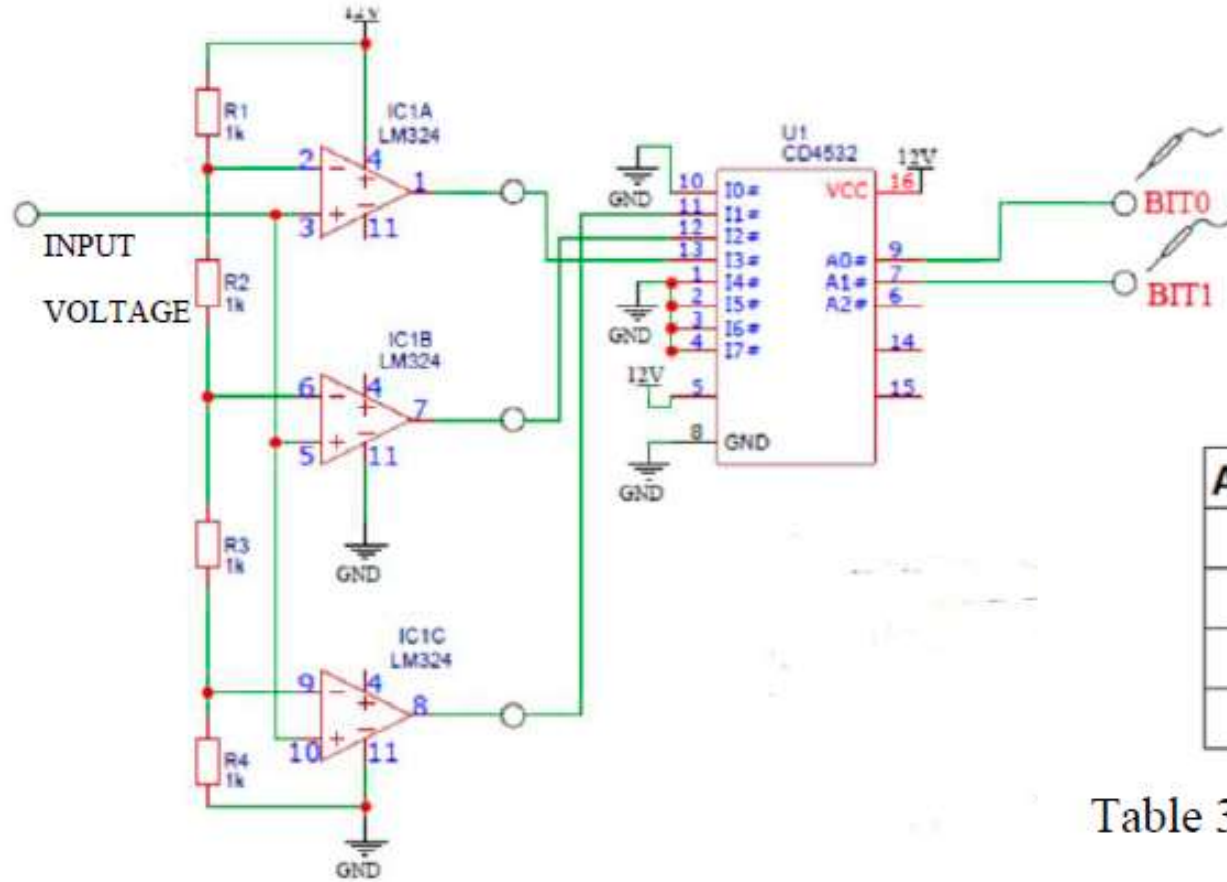 12V
R1
1k
IC1A
LM324
2
4
1
3
11
INPUT
VOLTAGE
R2
1k
IC1B
LM324
6
4
7
5
11
GND
R3
1k
IC1C
LM324
9
4
8
10
11
R4
1k
GND
U1
CD4532
GND
10 I0# VCC 16 12V
11 I1#
12 I2#
13 I3# A0# 9
1 I4# A1# 7
2 I5# A2# 6
GND
3 I6#
4 I7# 14
12V
5 15
8 GND
GND
BIT0
BIT1
A
Table 3